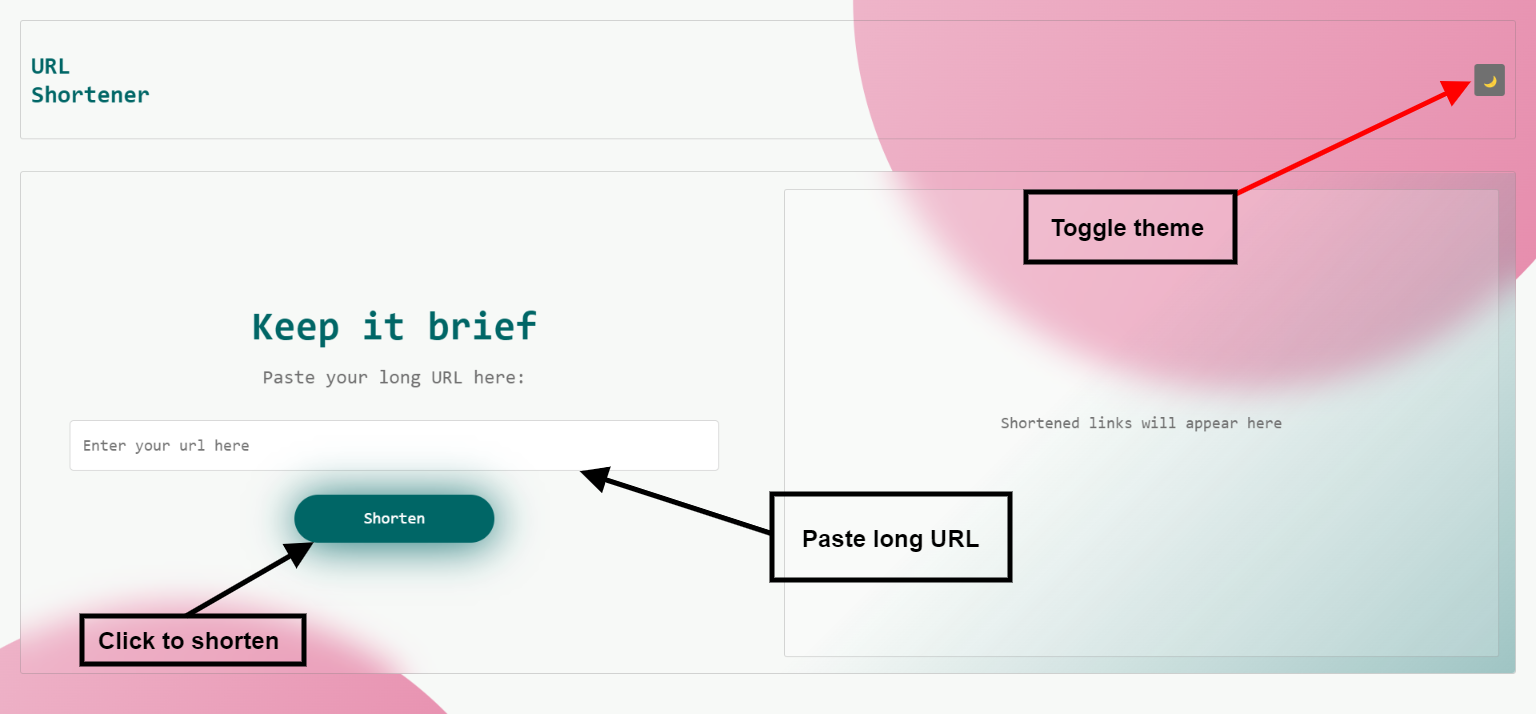 URL
Shortener
Toggle theme
Keep it brief
Paste your long URL here:
Enter your url here
Shorten
Shortened links will appear here
Paste long URL
Click to shorten